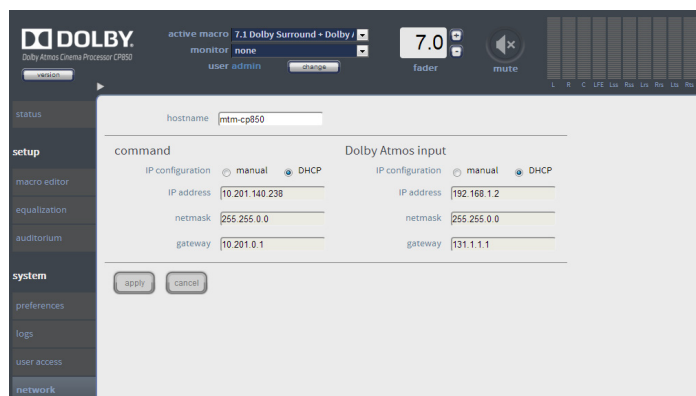 DOLBY.
Dolby Atmos Cinema Processor CP850
version
active macro 7.1 Dolby Surround + Dolby /
monitor none
user admin change
7.0
fader
mute
L R C LFE Lss Rss Lrs Rrs Lts Rts
status
setup
macro editor
equalization
auditorium
system
preferences
logs
user access
network
hostname mtm-cp850
command
IP configuration manual DHCP
IP address 10.201.140.238
netmask 255.255.0.0
gateway 10.201.0.1
Dolby Atmos input
IP configuration manual DHCP
IP address 192.168.1.2
netmask 255.255.0.0
gateway 131.1.1.1
apply cancel